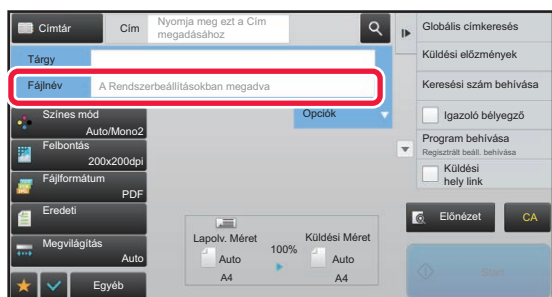 Címtár
Cím
Nyomja meg ezt a Cím
megadásához
Tárgy
Fájlnév
A Rendszerbeállításokban megadva
Opciók
Színes mód
Auto/Mono2
Felbontás
200x200dpi
Fájlformátum
PDF
Eredeti
Megvilágítás
Auto
Egyéb
Lapolv. Méret
Auto
A4
100%
Küldési Méret
Auto
A4
Globális címkeresés
Küldési előzmények
Keresési szám behívása
Igazoló bélyegző
Program behívása
Regisztrált beáll. behívása
Küldési
hely link
Előnézet
CA
Start